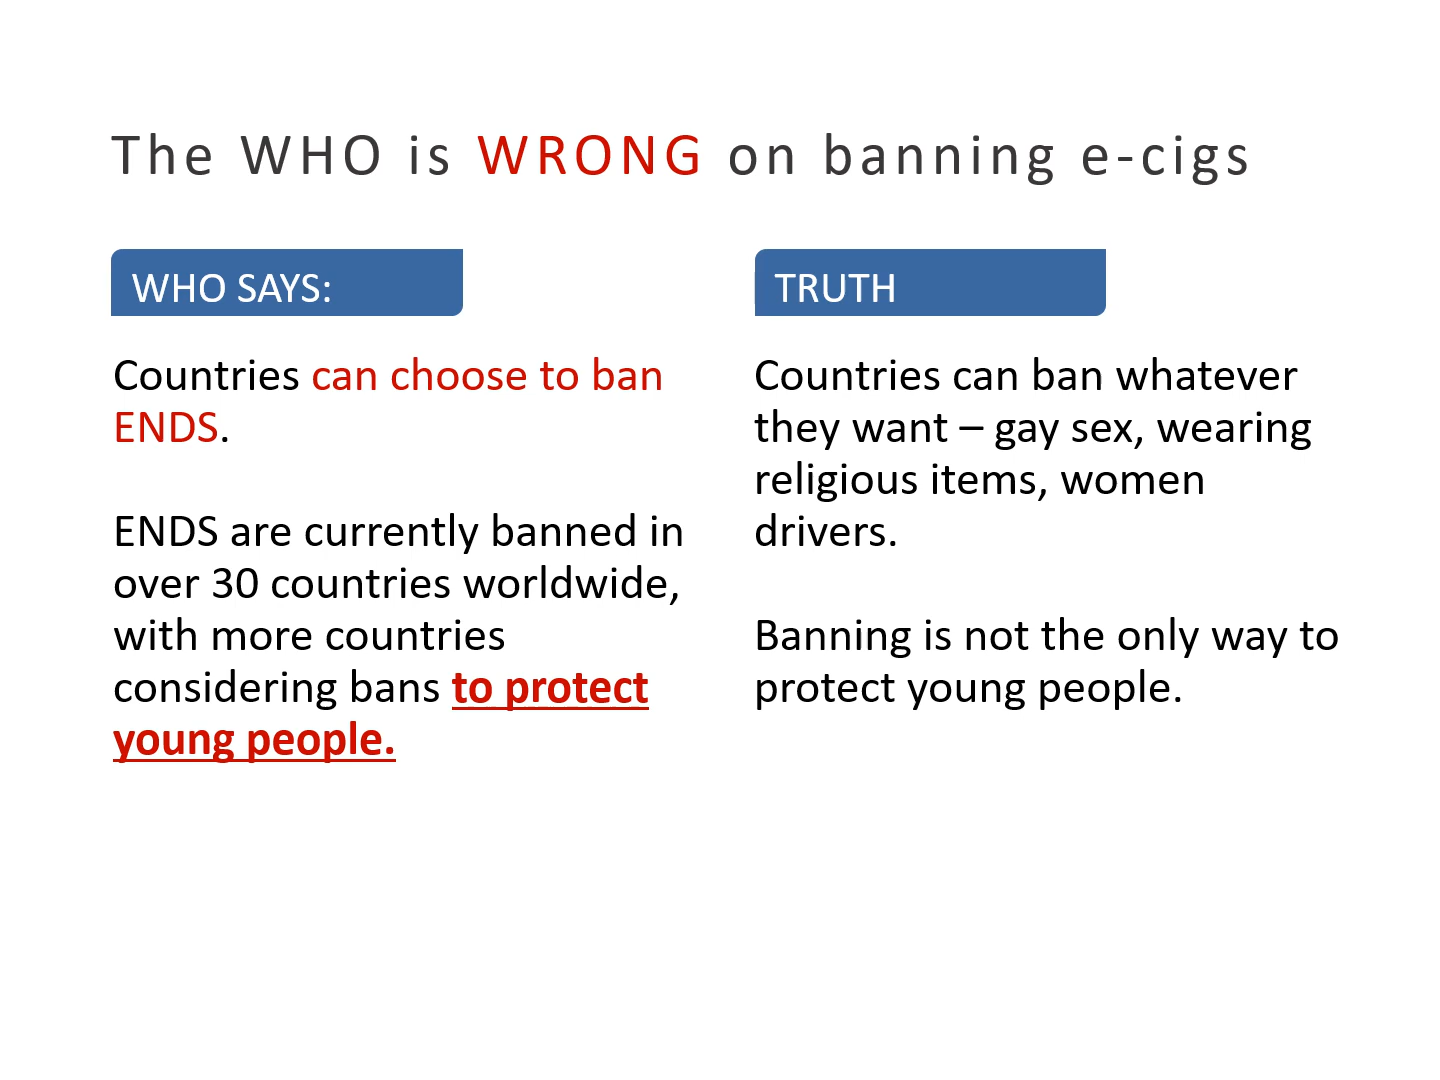 The WHO is WRONG on banning e-cigs
WHO SAYS:
Countries can choose to ban
ENDS.
ENDS are currently banned in
over 30 countries worldwide,
with more countries
considering bans to protect
young people.
TRUTH
Countries can ban whatever
they want – gay sex, wearing
religious items, women
drivers.
Banning is not the only way to
protect young people.